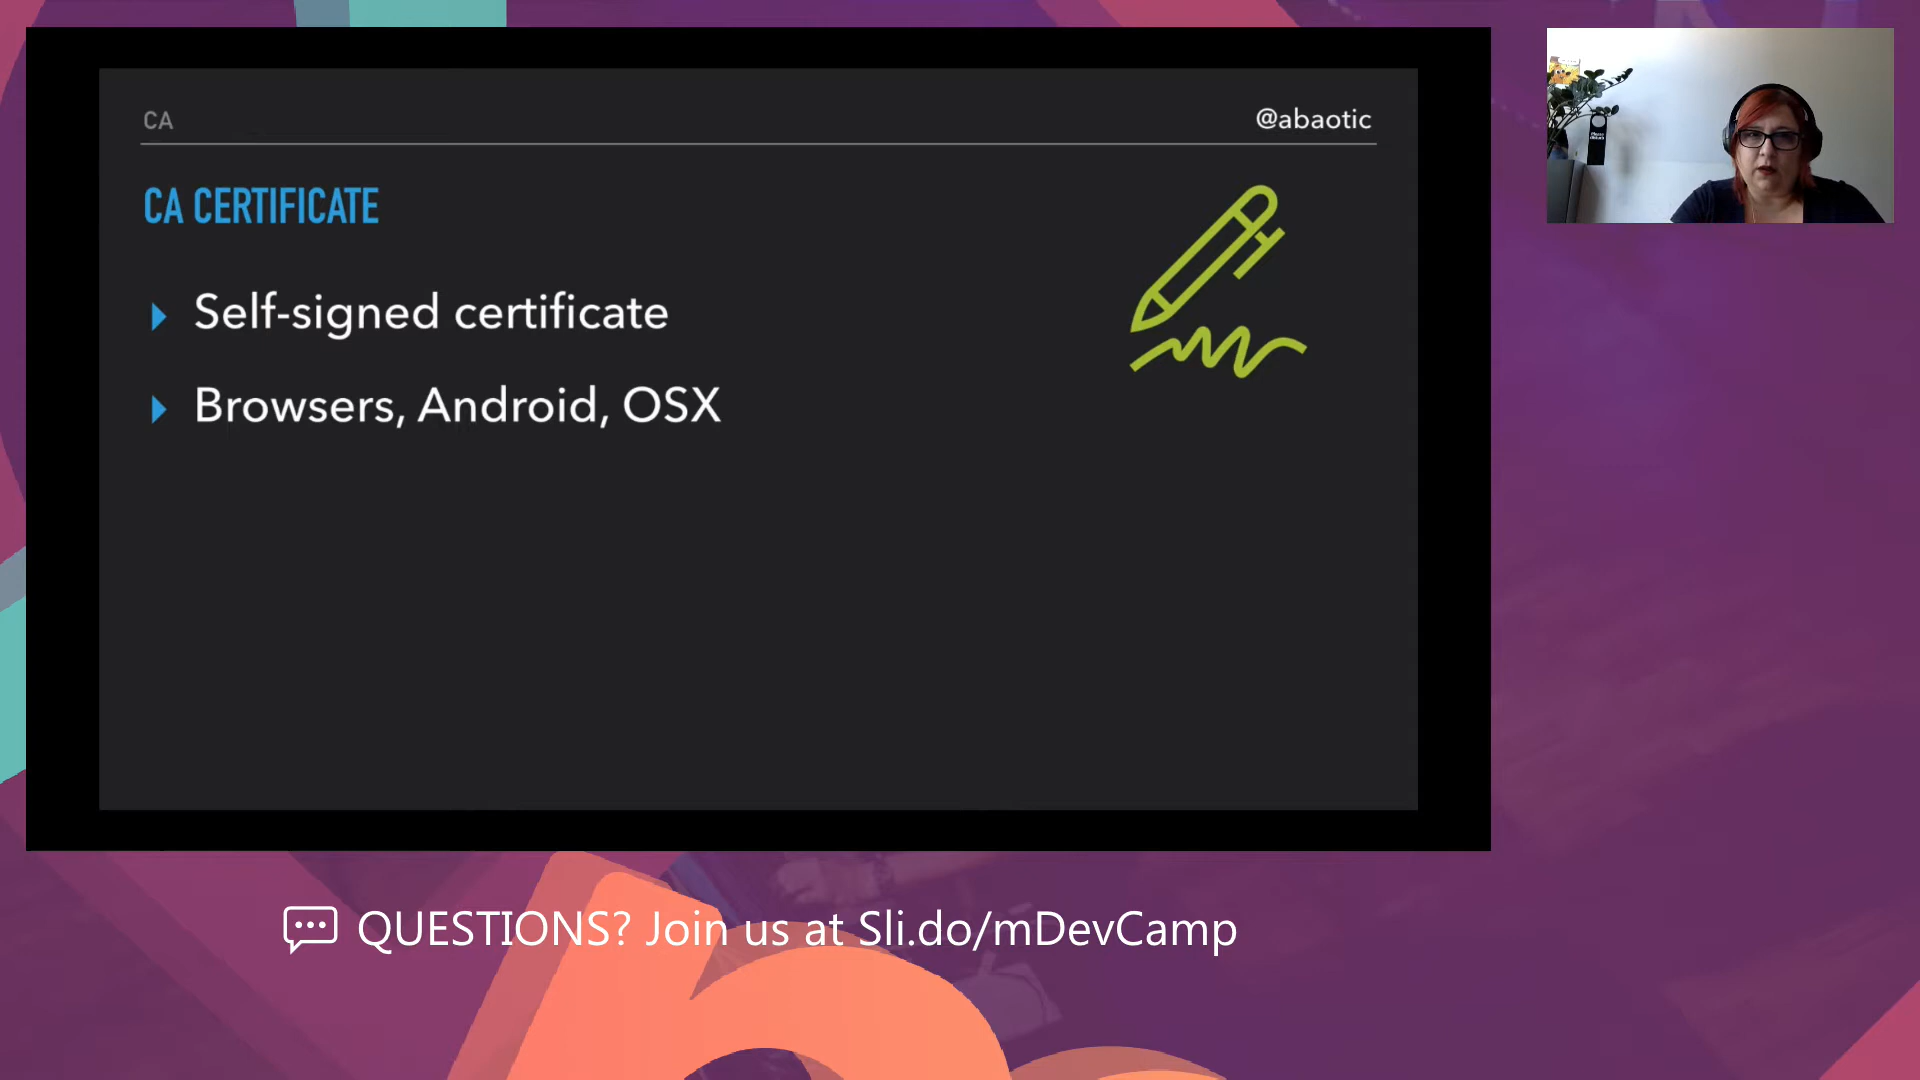 CA
@abaotic
CA CERTIFICATE
Self-signed certificate
Browsers, Android, OSX
QUESTIONS? Join us at Sli.do/mDevCamp